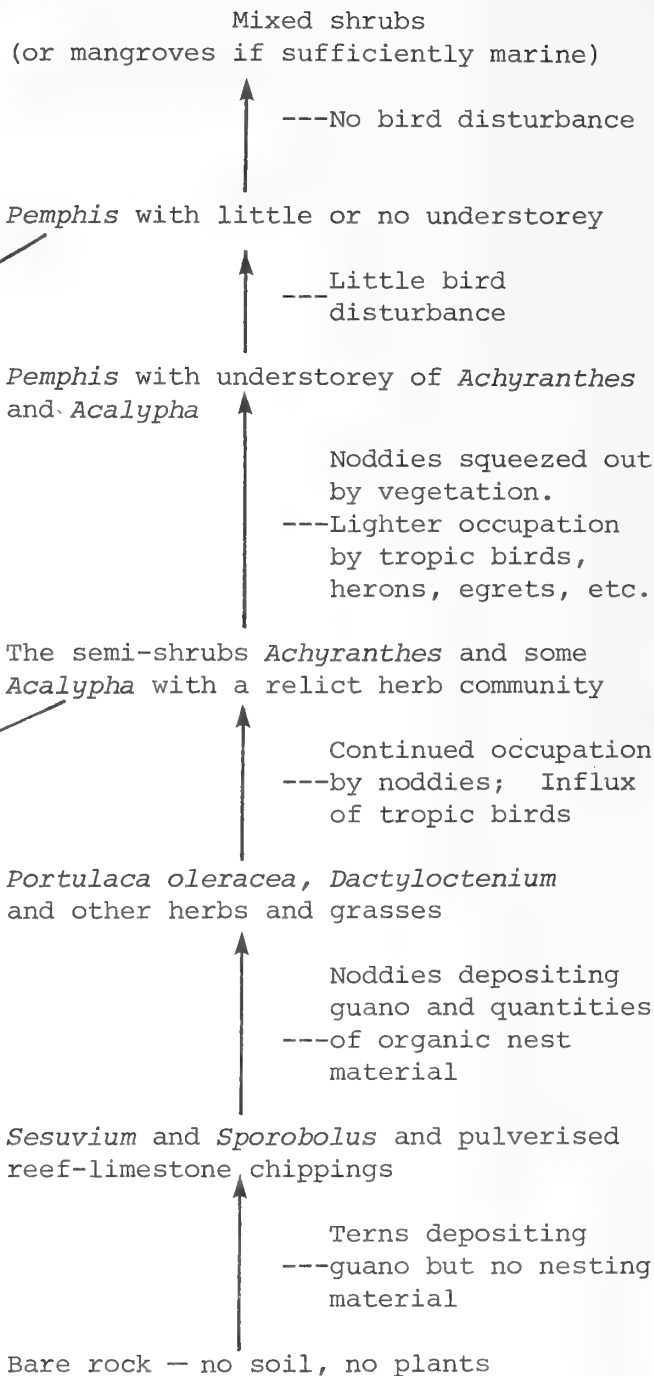 Mixed shrubs
(or mangroves if sufficiently marine)
---No bird disturbance
Pemphis with little or no understorey
---Little bird
disturbance
Pemphis with understorey of Achyranthes
and Acalypha
Noddies squeezed out
by vegetation.
---Lighter occupation
by tropic birds,
herons, egrets, etc.
The semi-shrubs Achyranthes and some
Acalypha with a relict herb community
Continued occupation
---by noddies; Influx
of tropic birds
Portulaca oleracea, Dactyloctenium
and other herbs and grasses
Noddies depositing
guano and quantities
---of organic nest
material
Sesuvium and Sporobolus and pulverised
reef-limestone chippings
Terns depositing
---guano but no nesting
material
Bare rock — no soil, no plants